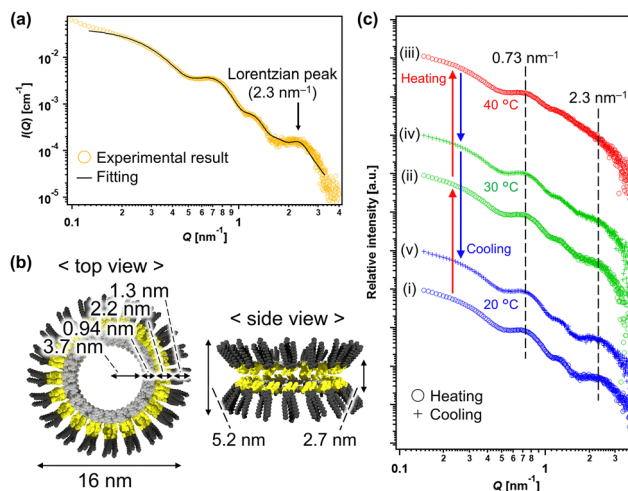 (a)
10⁻²
10⁻³
10⁻⁴
10⁻⁵
I(Q) [cm⁻¹]
Lorentzian peak
(2.3 nm⁻¹)
Experimental result
Fitting
0.1
2
3
4
5
6
7
8
9
1
2
3
4
Q [nm⁻¹]
(b)
< top view >
1.3 nm
2.2 nm
0.94 nm
3.7 nm
16 nm
< side view >
5.2 nm
2.7 nm
(c)
Relative intensity [a.u.]
0.73 nm⁻¹
2.3 nm⁻¹
(iii)
Heating
40 °C
(iv)
30 °C
(ii)
Cooling
(v)
20 °C
(i)
Heating
Cooling
0.1
2
3
4
5
6
7
8
1
2
3
Q [nm⁻¹]